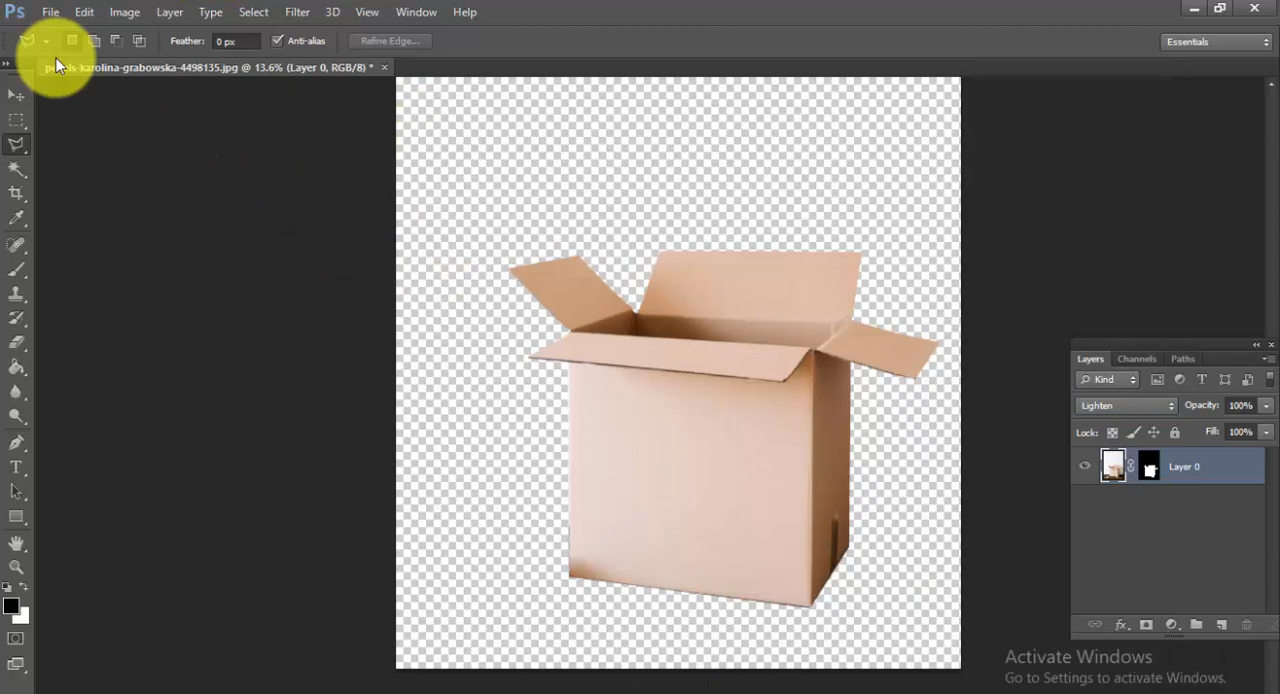 Ps File Edit Image Layer Type Select Filter 3D View Window Help
Feather: 0 px Anti-alias Refine Edge... Essentials
-karolina-grabowska-4498135.jpg @ 13.6% (Layer 0, RGB/8) *
Layers Channels Paths
Kind
Lighten Opacity: 100%
Lock: Fill: 100%
Layer 0
Activate Windows
Go to Settings to activate Windows.